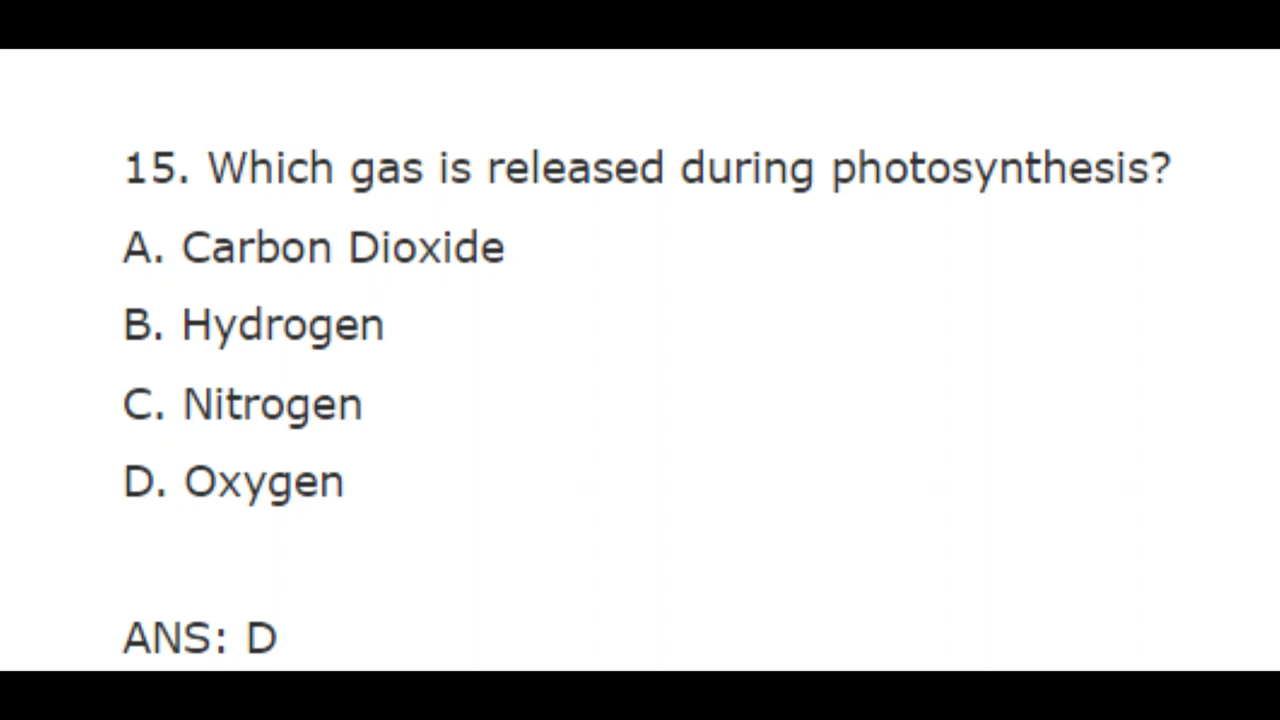 15. Which gas is released during photosynthesis?
A. Carbon Dioxide
B. Hydrogen
C. Nitrogen
D. Oxygen
ANS: D